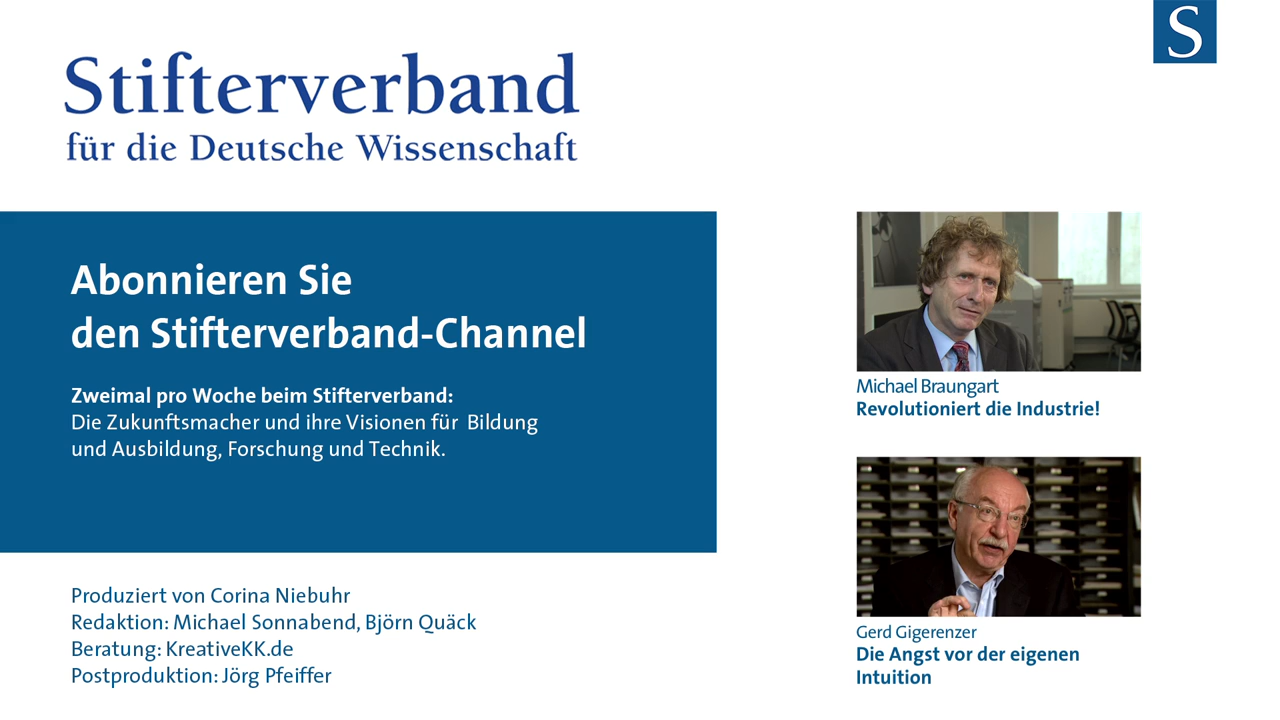 S
Stifterverband
für die Deutsche Wissenschaft
Abonnieren Sie
den Stifterverband-Channel
Zweimal pro Woche beim Stifterverband:
Die Zukunftsmacher und ihre Visionen für Bildung
und Ausbildung, Forschung und Technik.
Produziert von Corina Niebuhr
Redaktion: Michael Sonnabend, Björn Quäck
Beratung: KreativeKK.de
Postproduktion: Jörg Pfeiffer
Michael Braungart
Revolutioniert die Industrie!
Gerd Gigerenzer
Die Angst vor der eigenen
Intuition